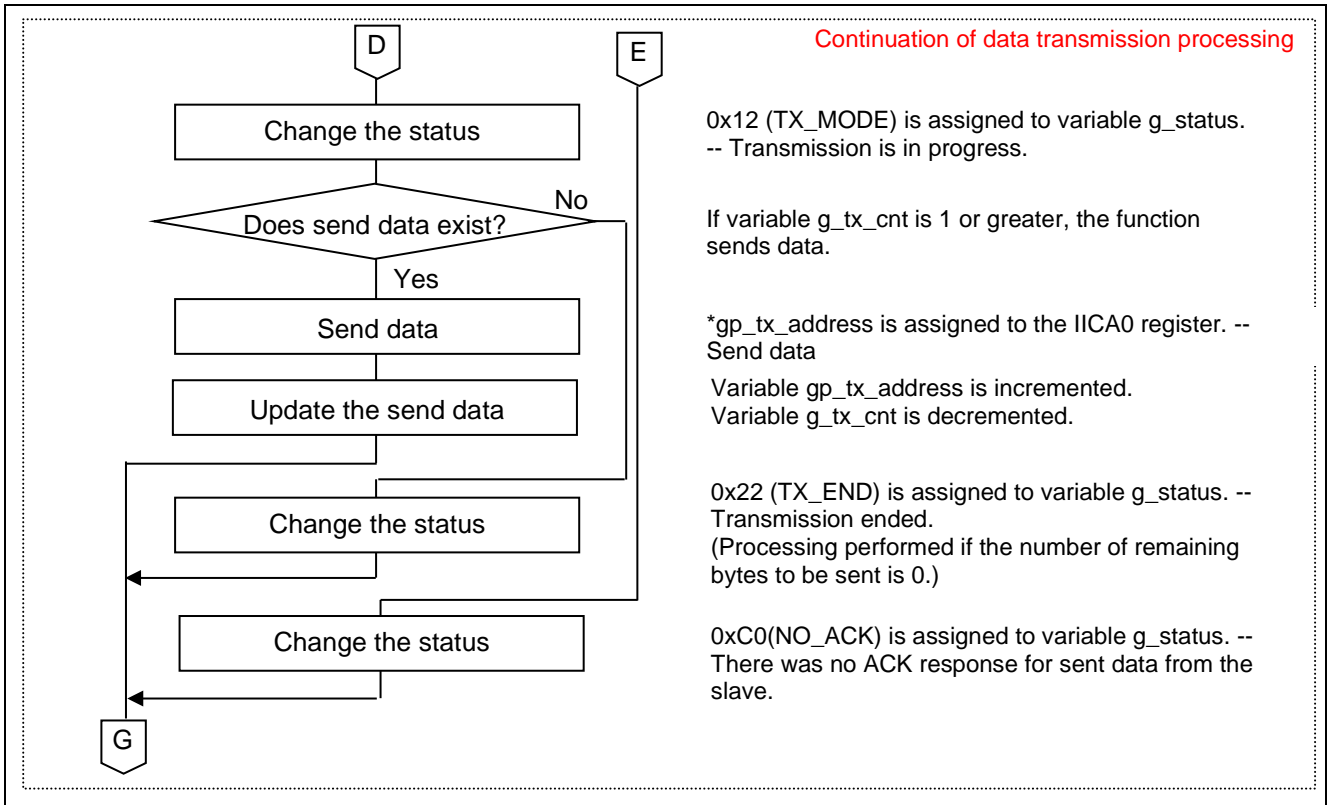 D
E
Continuation of data transmission processing
Change the status
0x12 (TX_MODE) is assigned to variable g_status.
-- Transmission is in progress.
No
Does send data exist?
If variable g_tx_cnt is 1 or greater, the function
sends data.
Yes
Send data
*gp_tx_address is assigned to the IICA0 register. --
Send data
Update the send data
Variable gp_tx_address is incremented.
Variable g_tx_cnt is decremented.
Change the status
0x22 (TX_END) is assigned to variable g_status. --
Transmission ended.
(Processing performed if the number of remaining
bytes to be sent is 0.)
Change the status
0xC0(NO_ACK) is assigned to variable g_status. --
There was no ACK response for sent data from the
slave.
G